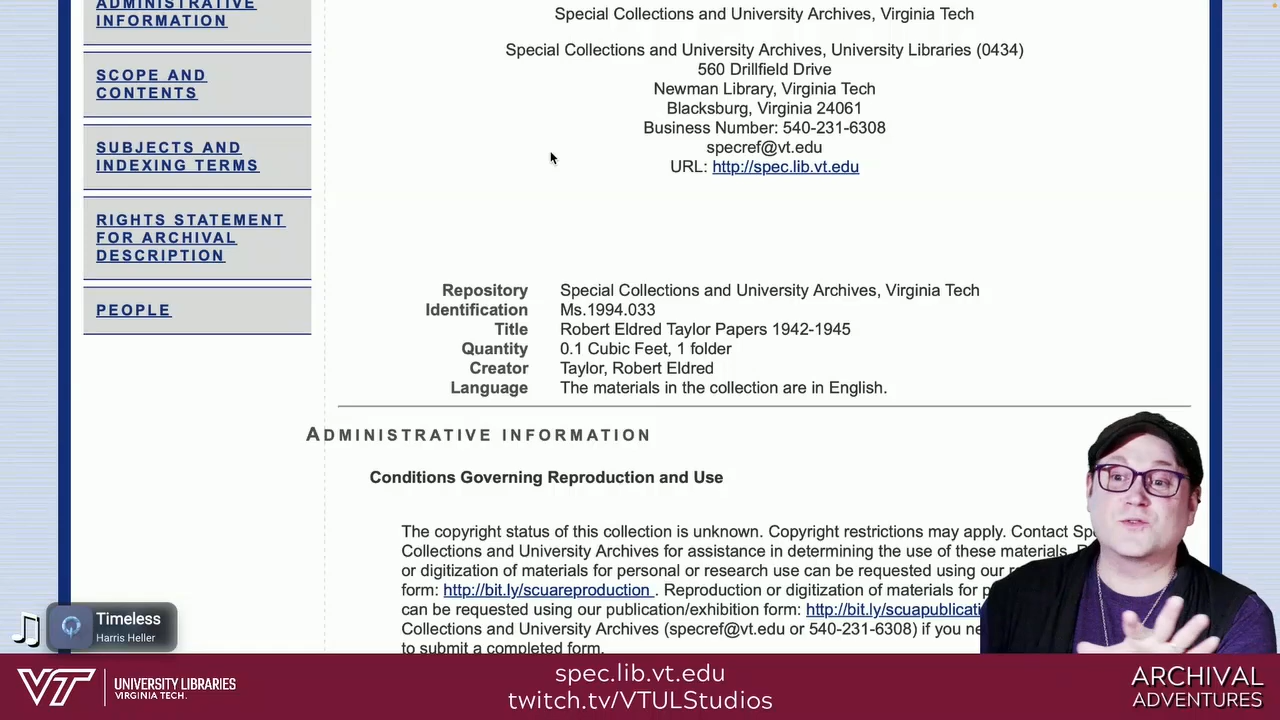 ADMINISTRATIVE
INFORMATION
SCOPE AND
CONTENTS
SUBJECTS AND
INDEXING TERMS
RIGHTS STATEMENT
FOR ARCHIVAL
DESCRIPTION
PEOPLE
Special Collections and University Archives, Virginia Tech
Special Collections and University Archives, University Libraries (0434)
560 Drillfield Drive
Newman Library, Virginia Tech
Blacksburg, Virginia 24061
Business Number: 540-231-6308
specref@vt.edu
URL: http://spec.lib.vt.edu
Repository Special Collections and University Archives, Virginia Tech
Identification Ms.1994.033
Title Robert Eldred Taylor Papers 1942-1945
Quantity 0.1 Cubic Feet, 1 folder
Creator Taylor, Robert Eldred
Language The materials in the collection are in English.
ADMINISTRATIVE INFORMATION
Conditions Governing Reproduction and Use
The copyright status of this collection is unknown. Copyright restrictions may apply. Contact
Collections and University Archives for assistance in determining the use of these materials.
or digitization of materials for personal or research use can be requested using our
form: http://bit.ly/scuareproduction . Reproduction or digitization of materials for
can be requested using our publication/exhibition form:
Collections and University Archives (specref@vt.edu or 540-231-6308) if you
to submit a completed form.
Timeless
Harris Heller
VT UNIVERSITY LIBRARIES
VIRGINIA TECH.
spec.lib.vt.edu
twitch.tv/VTULStudios
ARCHIVAL
ADVENTURES